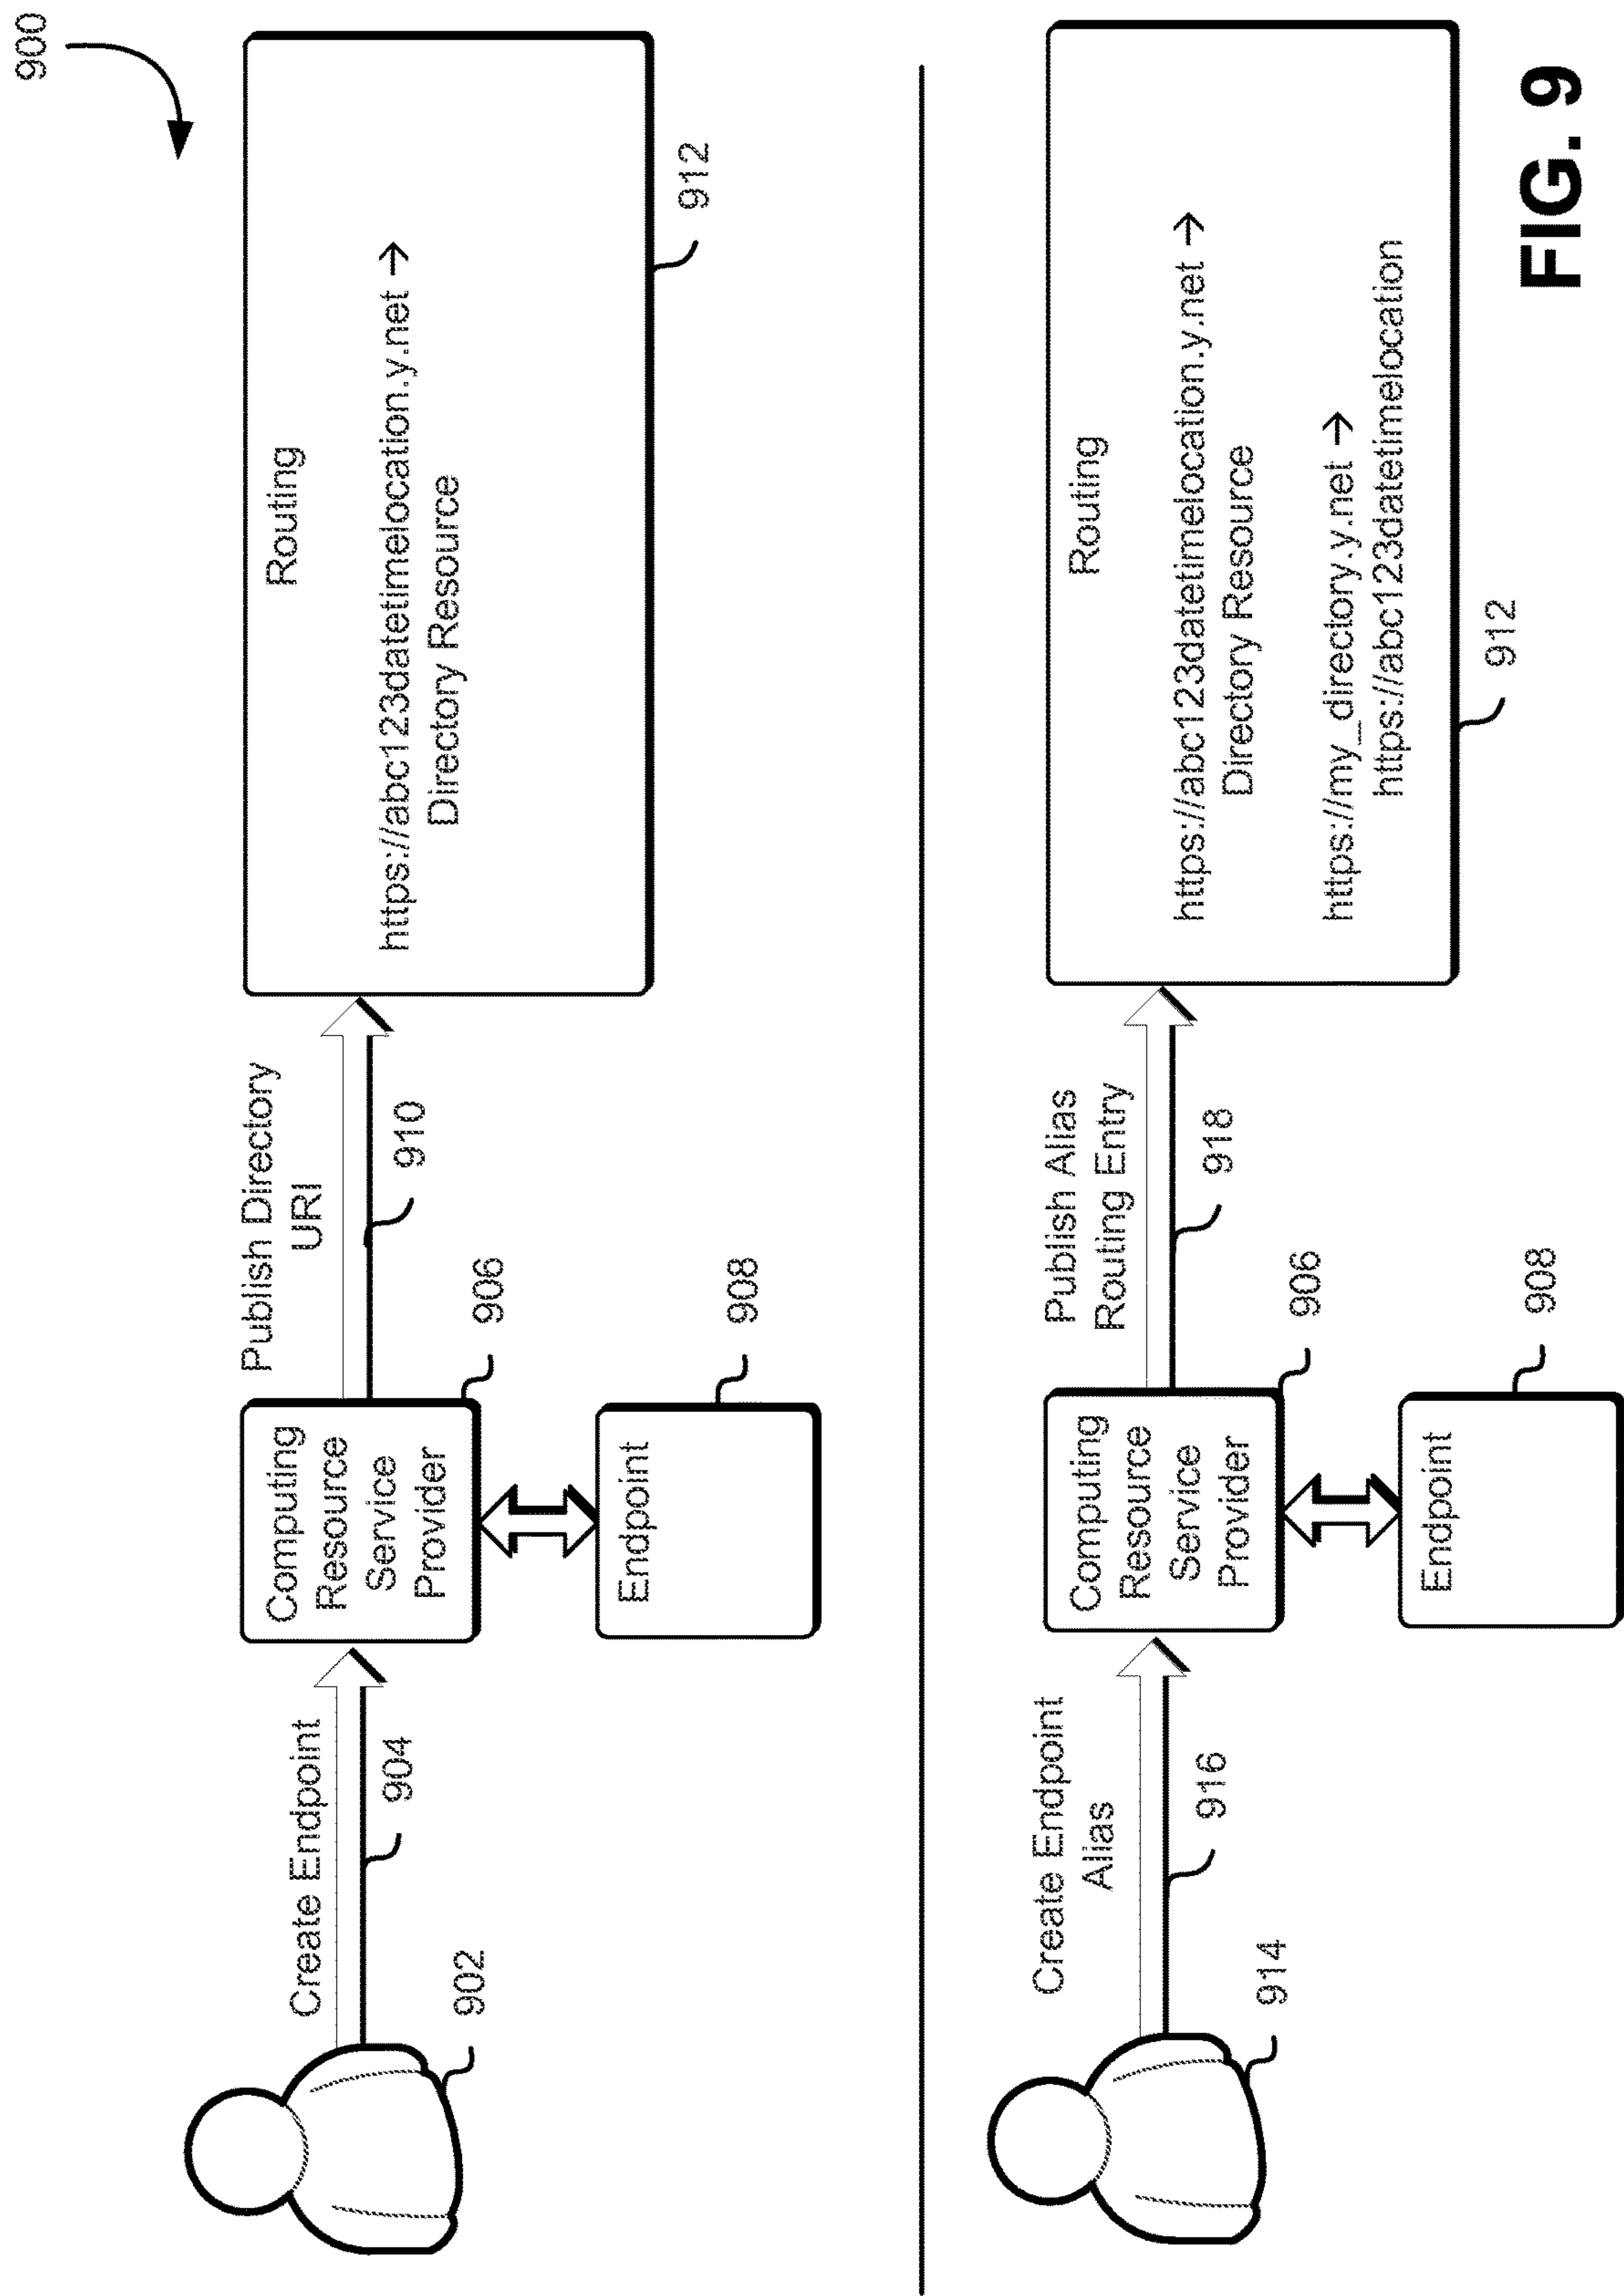 900
Create Endpoint
904
902
Computing
Resource
Service
Provider
906
Endpoint
908
Publish Directory
URI
910
Routing
https://abc123datetimelocation.y.net →
Directory Resource
912
Create Endpoint
Alias
916
914
Computing
Resource
Service
Provider
906
Endpoint
908
Publish Alias
Routing Entry
918
Routing
https://abc123datetimelocation.y.net →
Directory Resource
https://my_directory.y.net →
https://abc123datetimelocation
912
FIG. 9